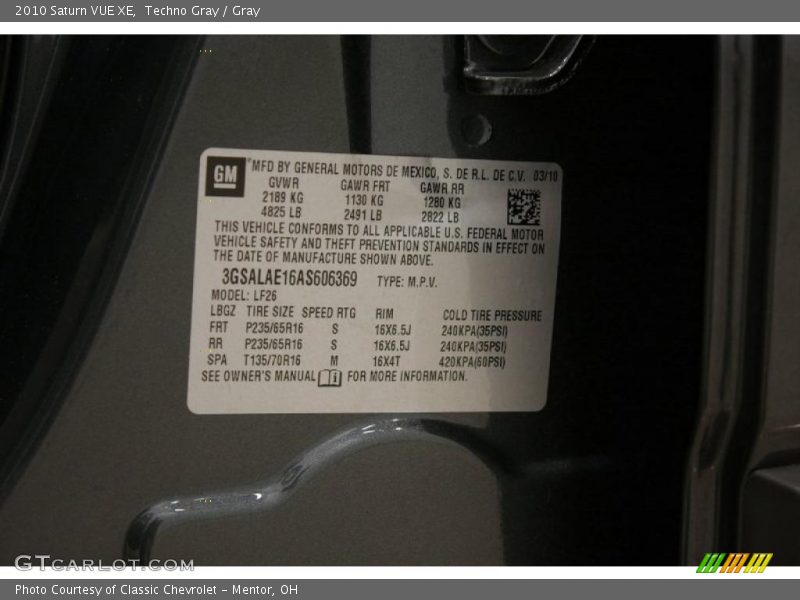 2010 Saturn VUE XE, Techno Gray / Gray
GM
MFD BY GENERAL MOTORS DE MEXICO, S. DE R.L. DE C.V. 03/10
GVWR GAWR FRT GAWR RR
2189 KG 1130 KG 1280 KG
4825 LB 2491 LB 2822 LB
THIS VEHICLE CONFORMS TO ALL APPLICABLE U.S. FEDERAL MOTOR
VEHICLE SAFETY AND THEFT PREVENTION STANDARDS IN EFFECT ON
THE DATE OF MANUFACTURE SHOWN ABOVE.
3GSALAE16AS606369 TYPE: M.P.V.
MODEL: LF26
LBGZ TIRE SIZE SPEED RTG RIM COLD TIRE PRESSURE
FRT P235/65R16 S 16X6.5J 240KPA(35PSI)
RR P235/65R16 S 16X6.5J 240KPA(35PSI)
SPA T135/70R16 M 16X4T 420KPA(60PSI)
SEE OWNER'S MANUAL FOR MORE INFORMATION.
GTCARLOT.COM
Photo Courtesy of Classic Chevrolet - Mentor, OH